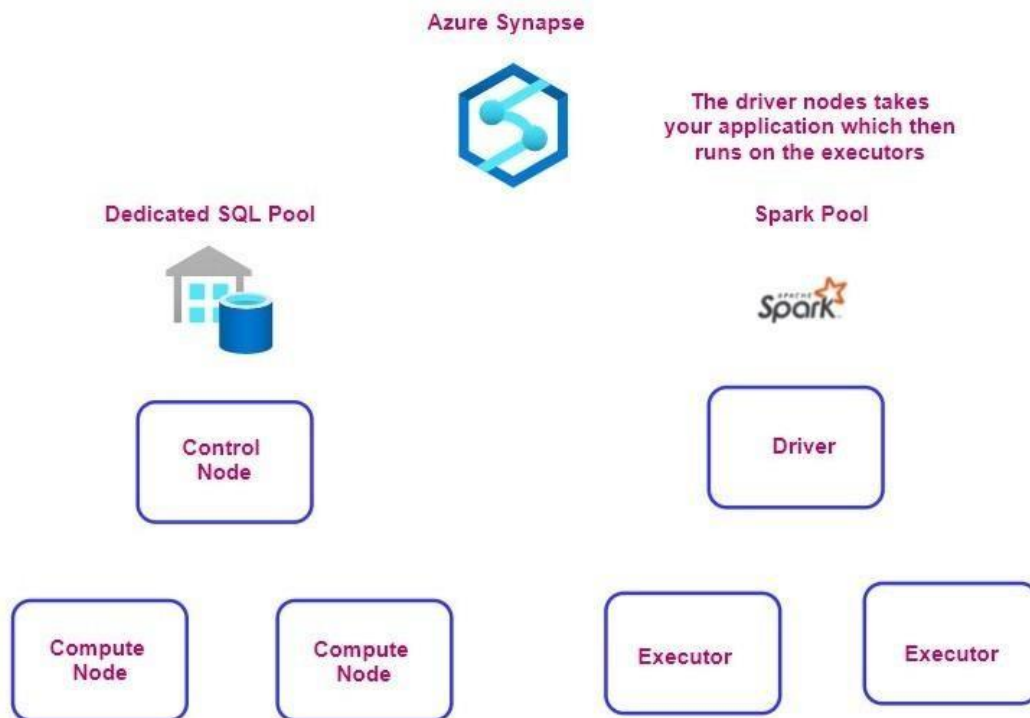 Azure Synapse
The driver nodes takes
your application which then
runs on the executors
Dedicated SQL Pool
Spark Pool
APACHE
Spark
Control
Node
Driver
Compute
Node
Compute
Node
Executor
Executor